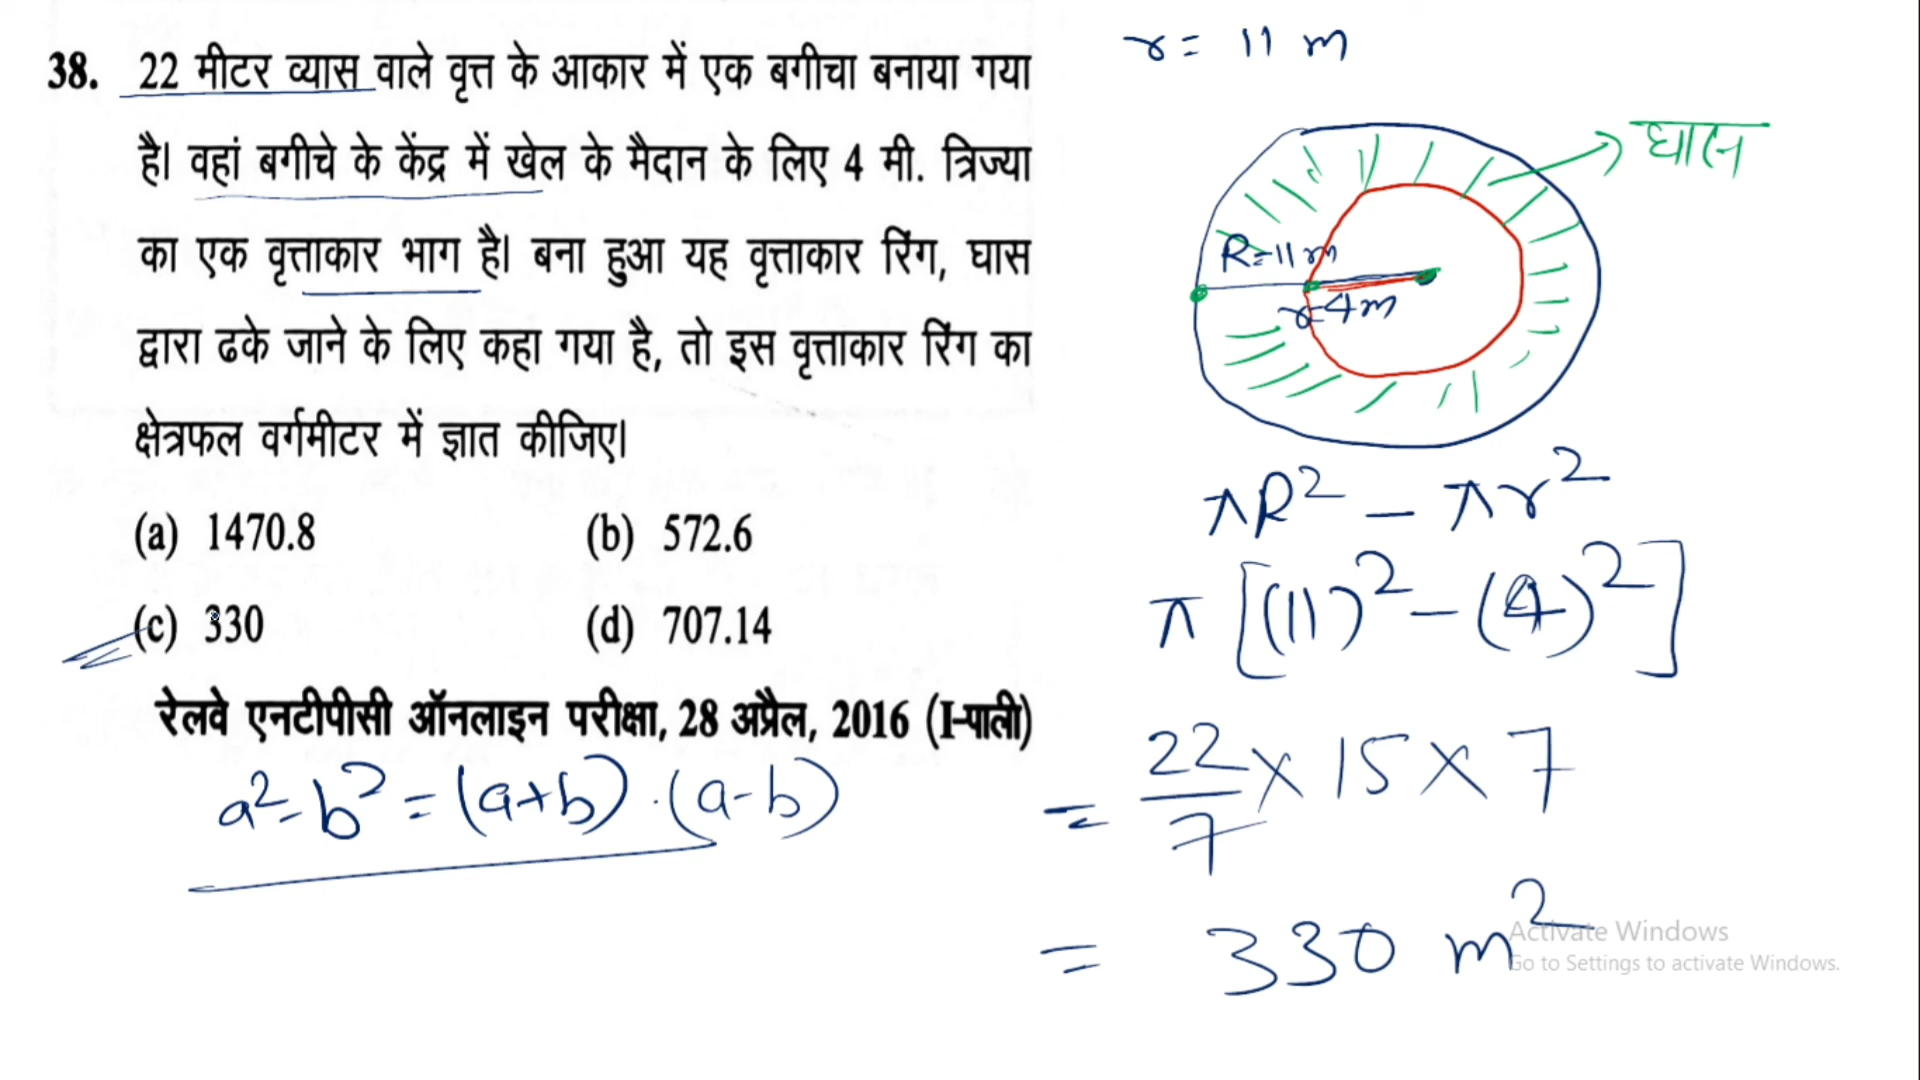 38. 22 मीटर व्यास वाले वृत्त के आकार में एक बगीचा बनाया गया
है। वहां बगीचे के केंद्र में खेल के मैदान के लिए 4 मी. त्रिज्या
का एक वृत्ताकार भाग है। बना हुआ यह वृत्ताकार रिंग, घास
द्वारा ढके जाने के लिए कहा गया है, तो इस वृत्ताकार रिंग का
क्षेत्रफल वर्गमीटर में ज्ञात कीजिए।
(a) 1470.8 (b) 572.6
(c) 330 (d) 707.14
रेलवे एनटीपीसी ऑनलाइन परीक्षा, 28 अप्रैल, 2016 (I-पाली)
a² - b² = (a+b) . (a-b)
r = 11 m
घास
R=11m
r=4m
πR² - πr²
π [(11)² - (4)²]
= 22/7 × 15 × 7
= 330 m²
Activate Windows
Go to Settings to activate Windows.